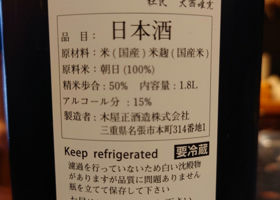 杜氏 大西唯克
品 目： 日本酒
原材料：米(国産)米麹(国産米)
原料米：朝日(100%)
精米歩合：50% 内容量：1.8L
アルコール分：15%
製造者：木屋正酒造株式会社
三重県名張市本町314番地1
Keep refrigerated 要冷蔵
濾過を行っていないため白い沈殿物
がありますが品質に問題ありません
瓶を立てて保存して下さい